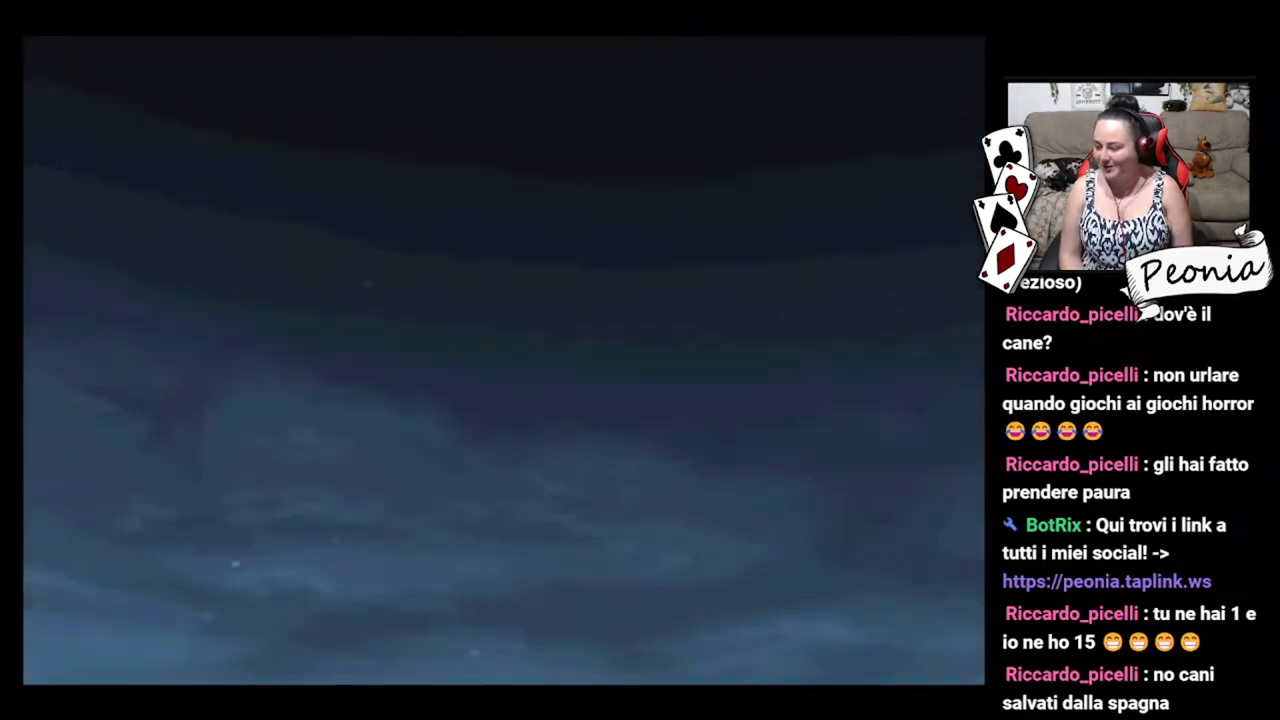 Peonia
ezioso)
Riccardo_picelli : dov'è il
cane?
Riccardo_picelli : non urlare
quando giochi ai giochi horror
😂 😂 😂 😂
Riccardo_picelli : gli hai fatto
prendere paura
BotRix : Qui trovi i link a
tutti i miei social! ->
https://peonia.taplink.ws
Riccardo_picelli : tu ne hai 1 e
io ne ho 15 😁 😁 😁 😁
Riccardo_picelli : no cani
salvati dalla spagna